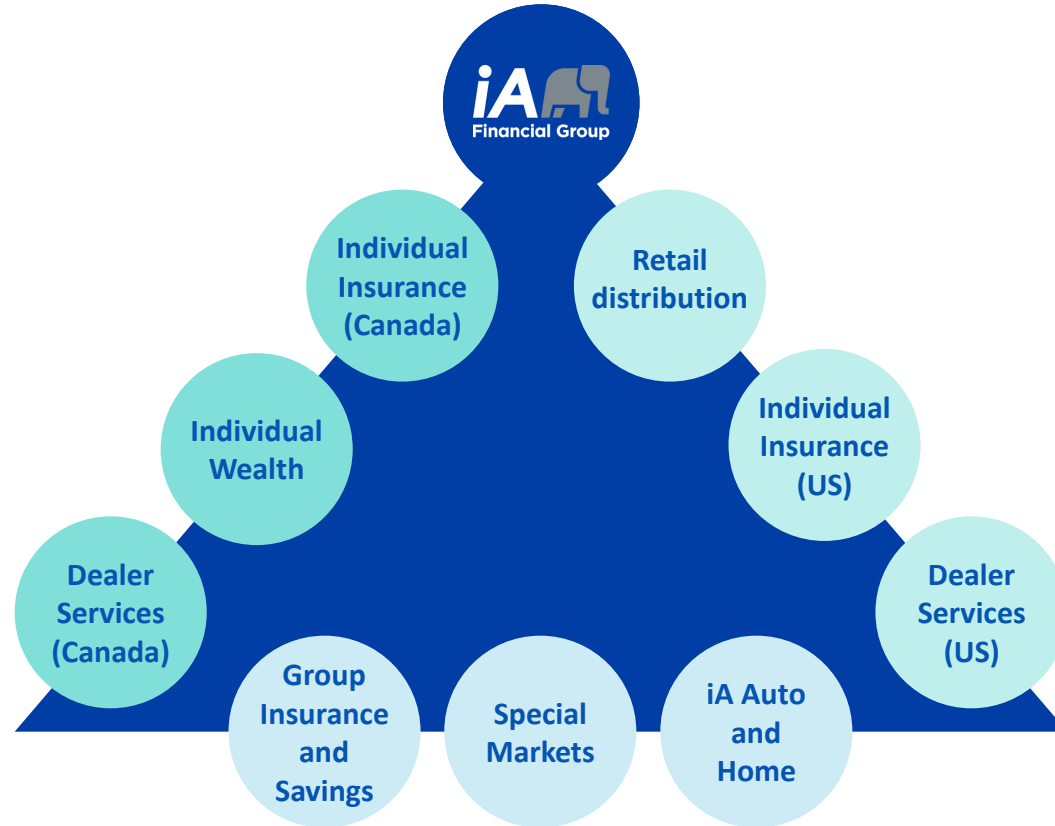 iA
Financial Group
Individual
Insurance
(Canada)
Retail
distribution
Individual
Wealth
Individual
Insurance
(US)
Dealer
Services
(Canada)
Dealer
Services
(US)
Group
Insurance
and
Savings
Special
Markets
iA Auto
and
Home